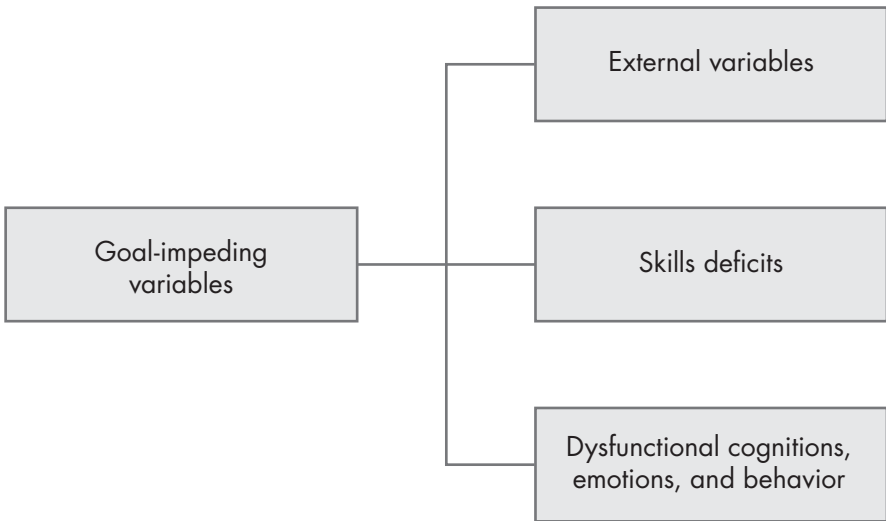 External variables
Goal-impeding
variables
Skills deficits
Dysfunctional cognitions,
emotions, and behavior